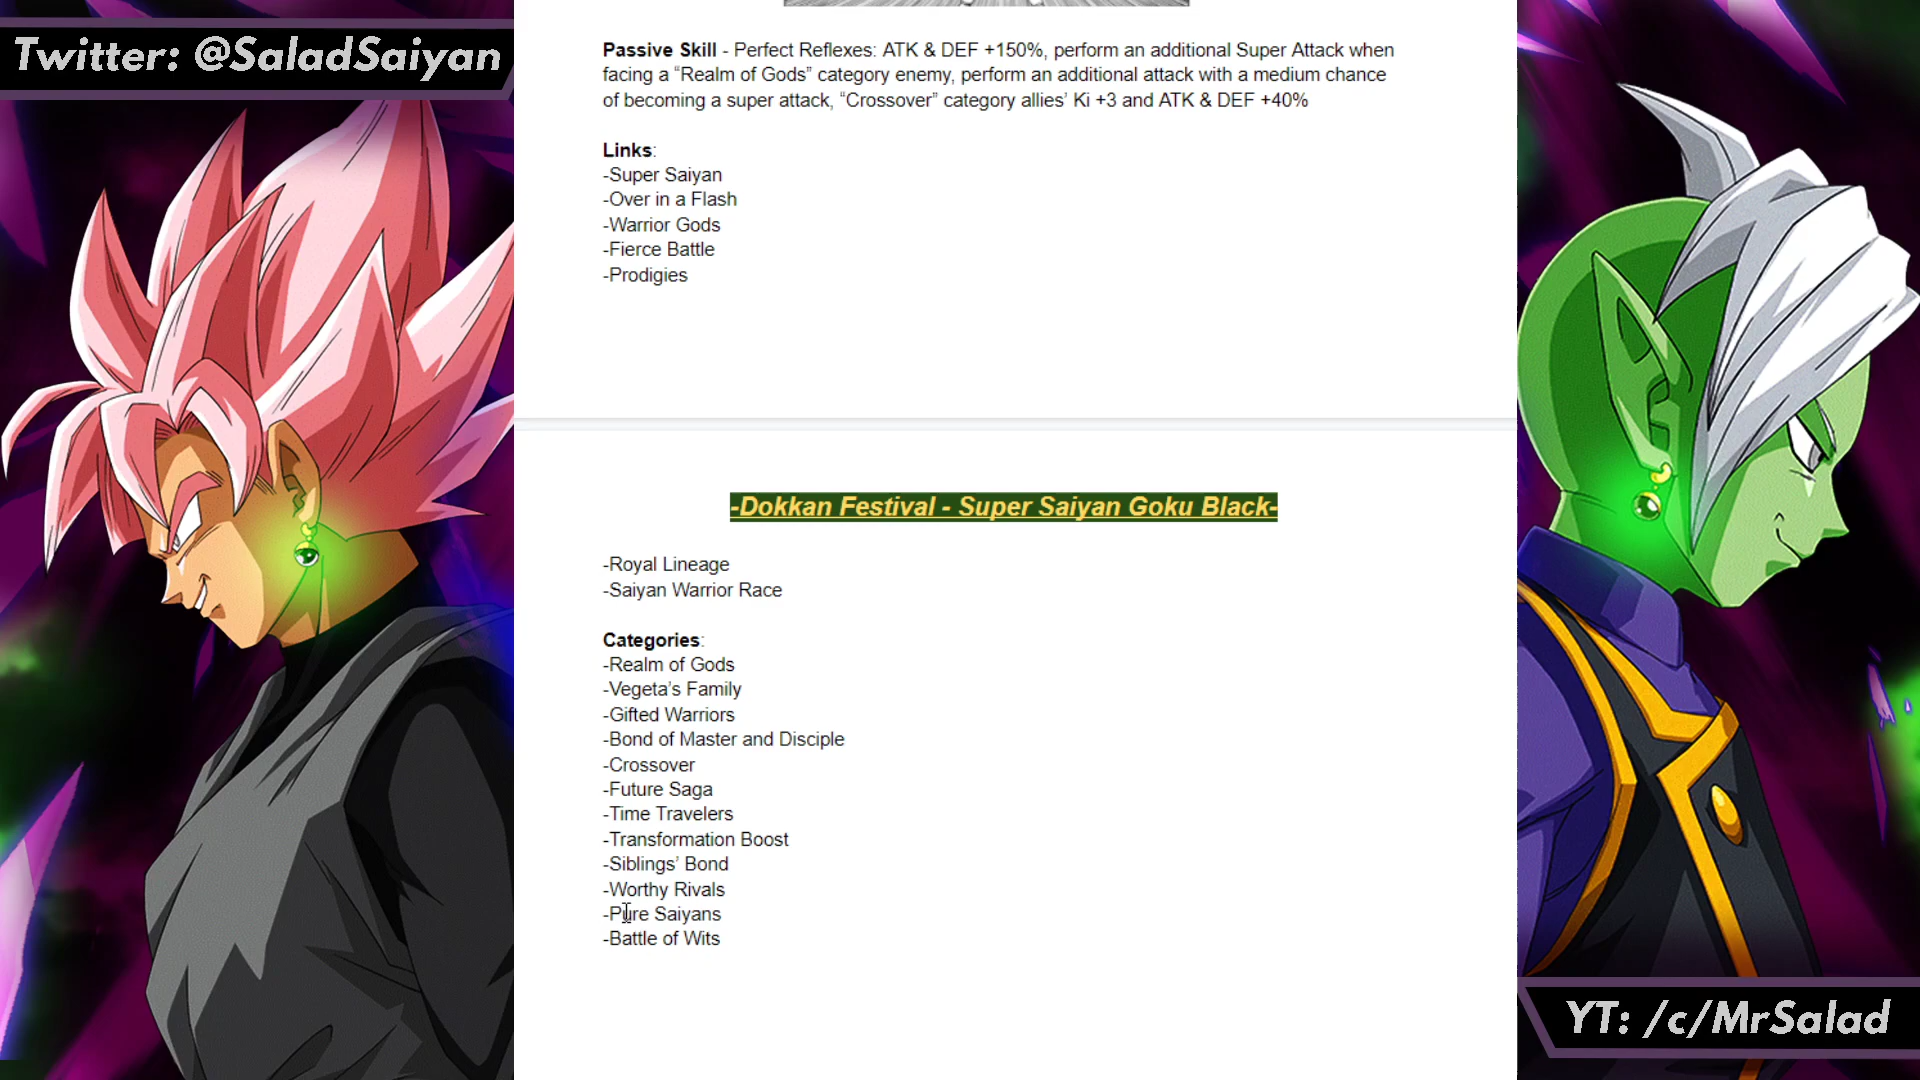 Twitter: @SaladSaiyan
Passive Skill - Perfect Reflexes: ATK & DEF +150%, perform an additional Super Attack when
facing a “Realm of Gods” category enemy, perform an additional attack with a medium chance
of becoming a super attack, “Crossover” category allies’ Ki +3 and ATK & DEF +40%
Links:
-Super Saiyan
-Over in a Flash
-Warrior Gods
-Fierce Battle
-Prodigies
-Dokkan Festival - Super Saiyan Goku Black-
-Royal Lineage
-Saiyan Warrior Race
Categories:
-Realm of Gods
-Vegeta’s Family
-Gifted Warriors
-Bond of Master and Disciple
-Crossover
-Future Saga
-Time Travelers
-Transformation Boost
-Siblings’ Bond
-Worthy Rivals
-Pure Saiyans
-Battle of Wits
YT: /c/MrSalad